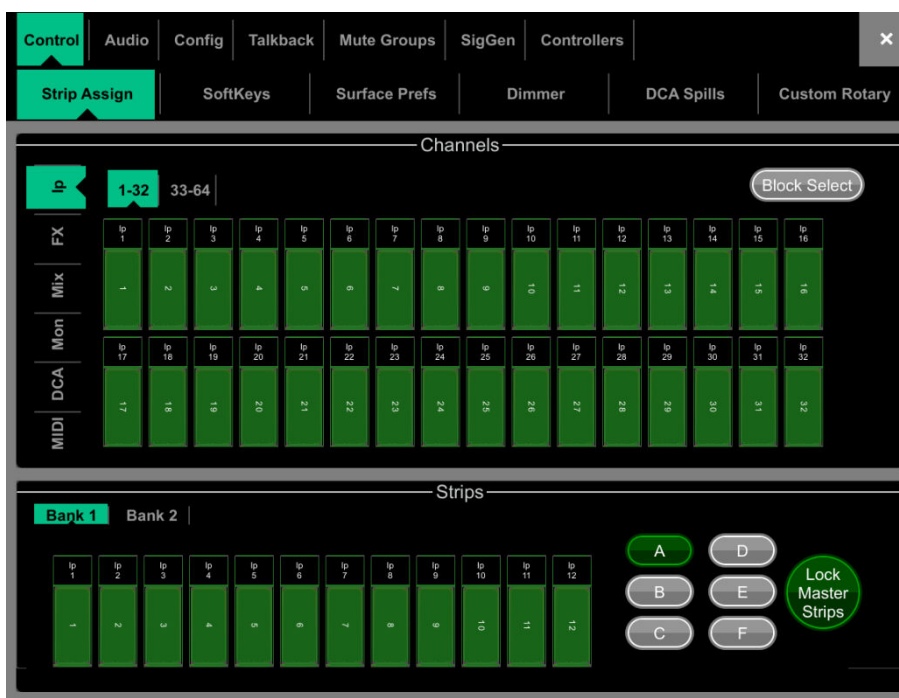 Control Audio Config Talkback Mute Groups SigGen Controllers ×
Strip Assign SoftKeys Surface Prefs Dimmer DCA Spills Custom Rotary
Channels
Ip 1-32 33-64 Block Select
FX
Mix
Mon
DCA
MIDI
Ip Ip Ip Ip Ip Ip Ip Ip Ip Ip Ip Ip Ip Ip Ip Ip
1 2 3 4 5 6 7 8 9 10 11 12 13 14 15 16
1 2 3 4 5 6 7 8 9 10 11 12 13 14 15 16
Ip Ip Ip Ip Ip Ip Ip Ip Ip Ip Ip Ip Ip Ip Ip Ip
17 18 19 20 21 22 23 24 25 26 27 28 29 30 31 32
17 18 19 20 21 22 23 24 25 26 27 28 29 30 31 32
Strips
Bank 1 Bank 2
Ip Ip Ip Ip Ip Ip Ip Ip Ip Ip Ip Ip
1 2 3 4 5 6 7 8 9 10 11 12
1 2 3 4 5 6 7 8 9 10 11 12
A D
B E
C F
Lock
Master
Strips